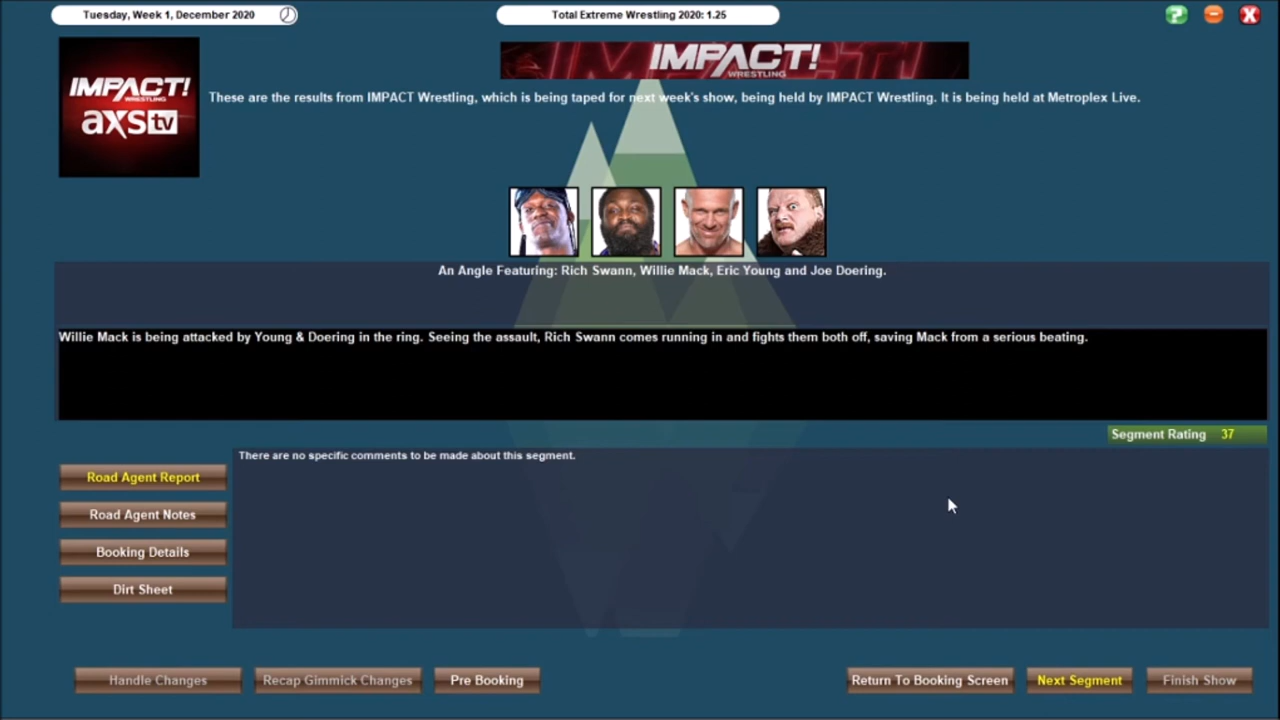 Tuesday, Week 1, December 2020
Total Extreme Wrestling 2020: 1.25
IMPACT!
WRESTLING
axs tv
IMPACT!
WRESTLING
These are the results from IMPACT Wrestling, which is being taped for next week's show, being held by IMPACT Wrestling. It is being held at Metroplex Live.
An Angle Featuring: Rich Swann, Willie Mack, Eric Young and Joe Doering.
Willie Mack is being attacked by Young & Doering in the ring. Seeing the assault, Rich Swann comes running in and fights them both off, saving Mack from a serious beating.
Segment Rating 37
There are no specific comments to be made about this segment.
Road Agent Report
Road Agent Notes
Booking Details
Dirt Sheet
Handle Changes
Recap Gimmick Changes
Pre Booking
Return To Booking Screen
Next Segment
Finish Show